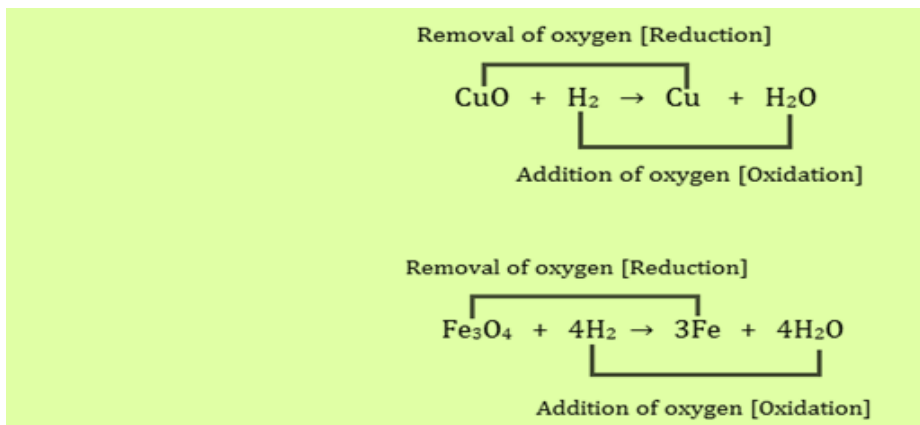 Removal of oxygen [Reduction]
CuO + H₂ → Cu + H₂O
Addition of oxygen [Oxidation]
Removal of oxygen [Reduction]
Fe₃O₄ + 4H₂ → 3Fe + 4H₂O
Addition of oxygen [Oxidation]